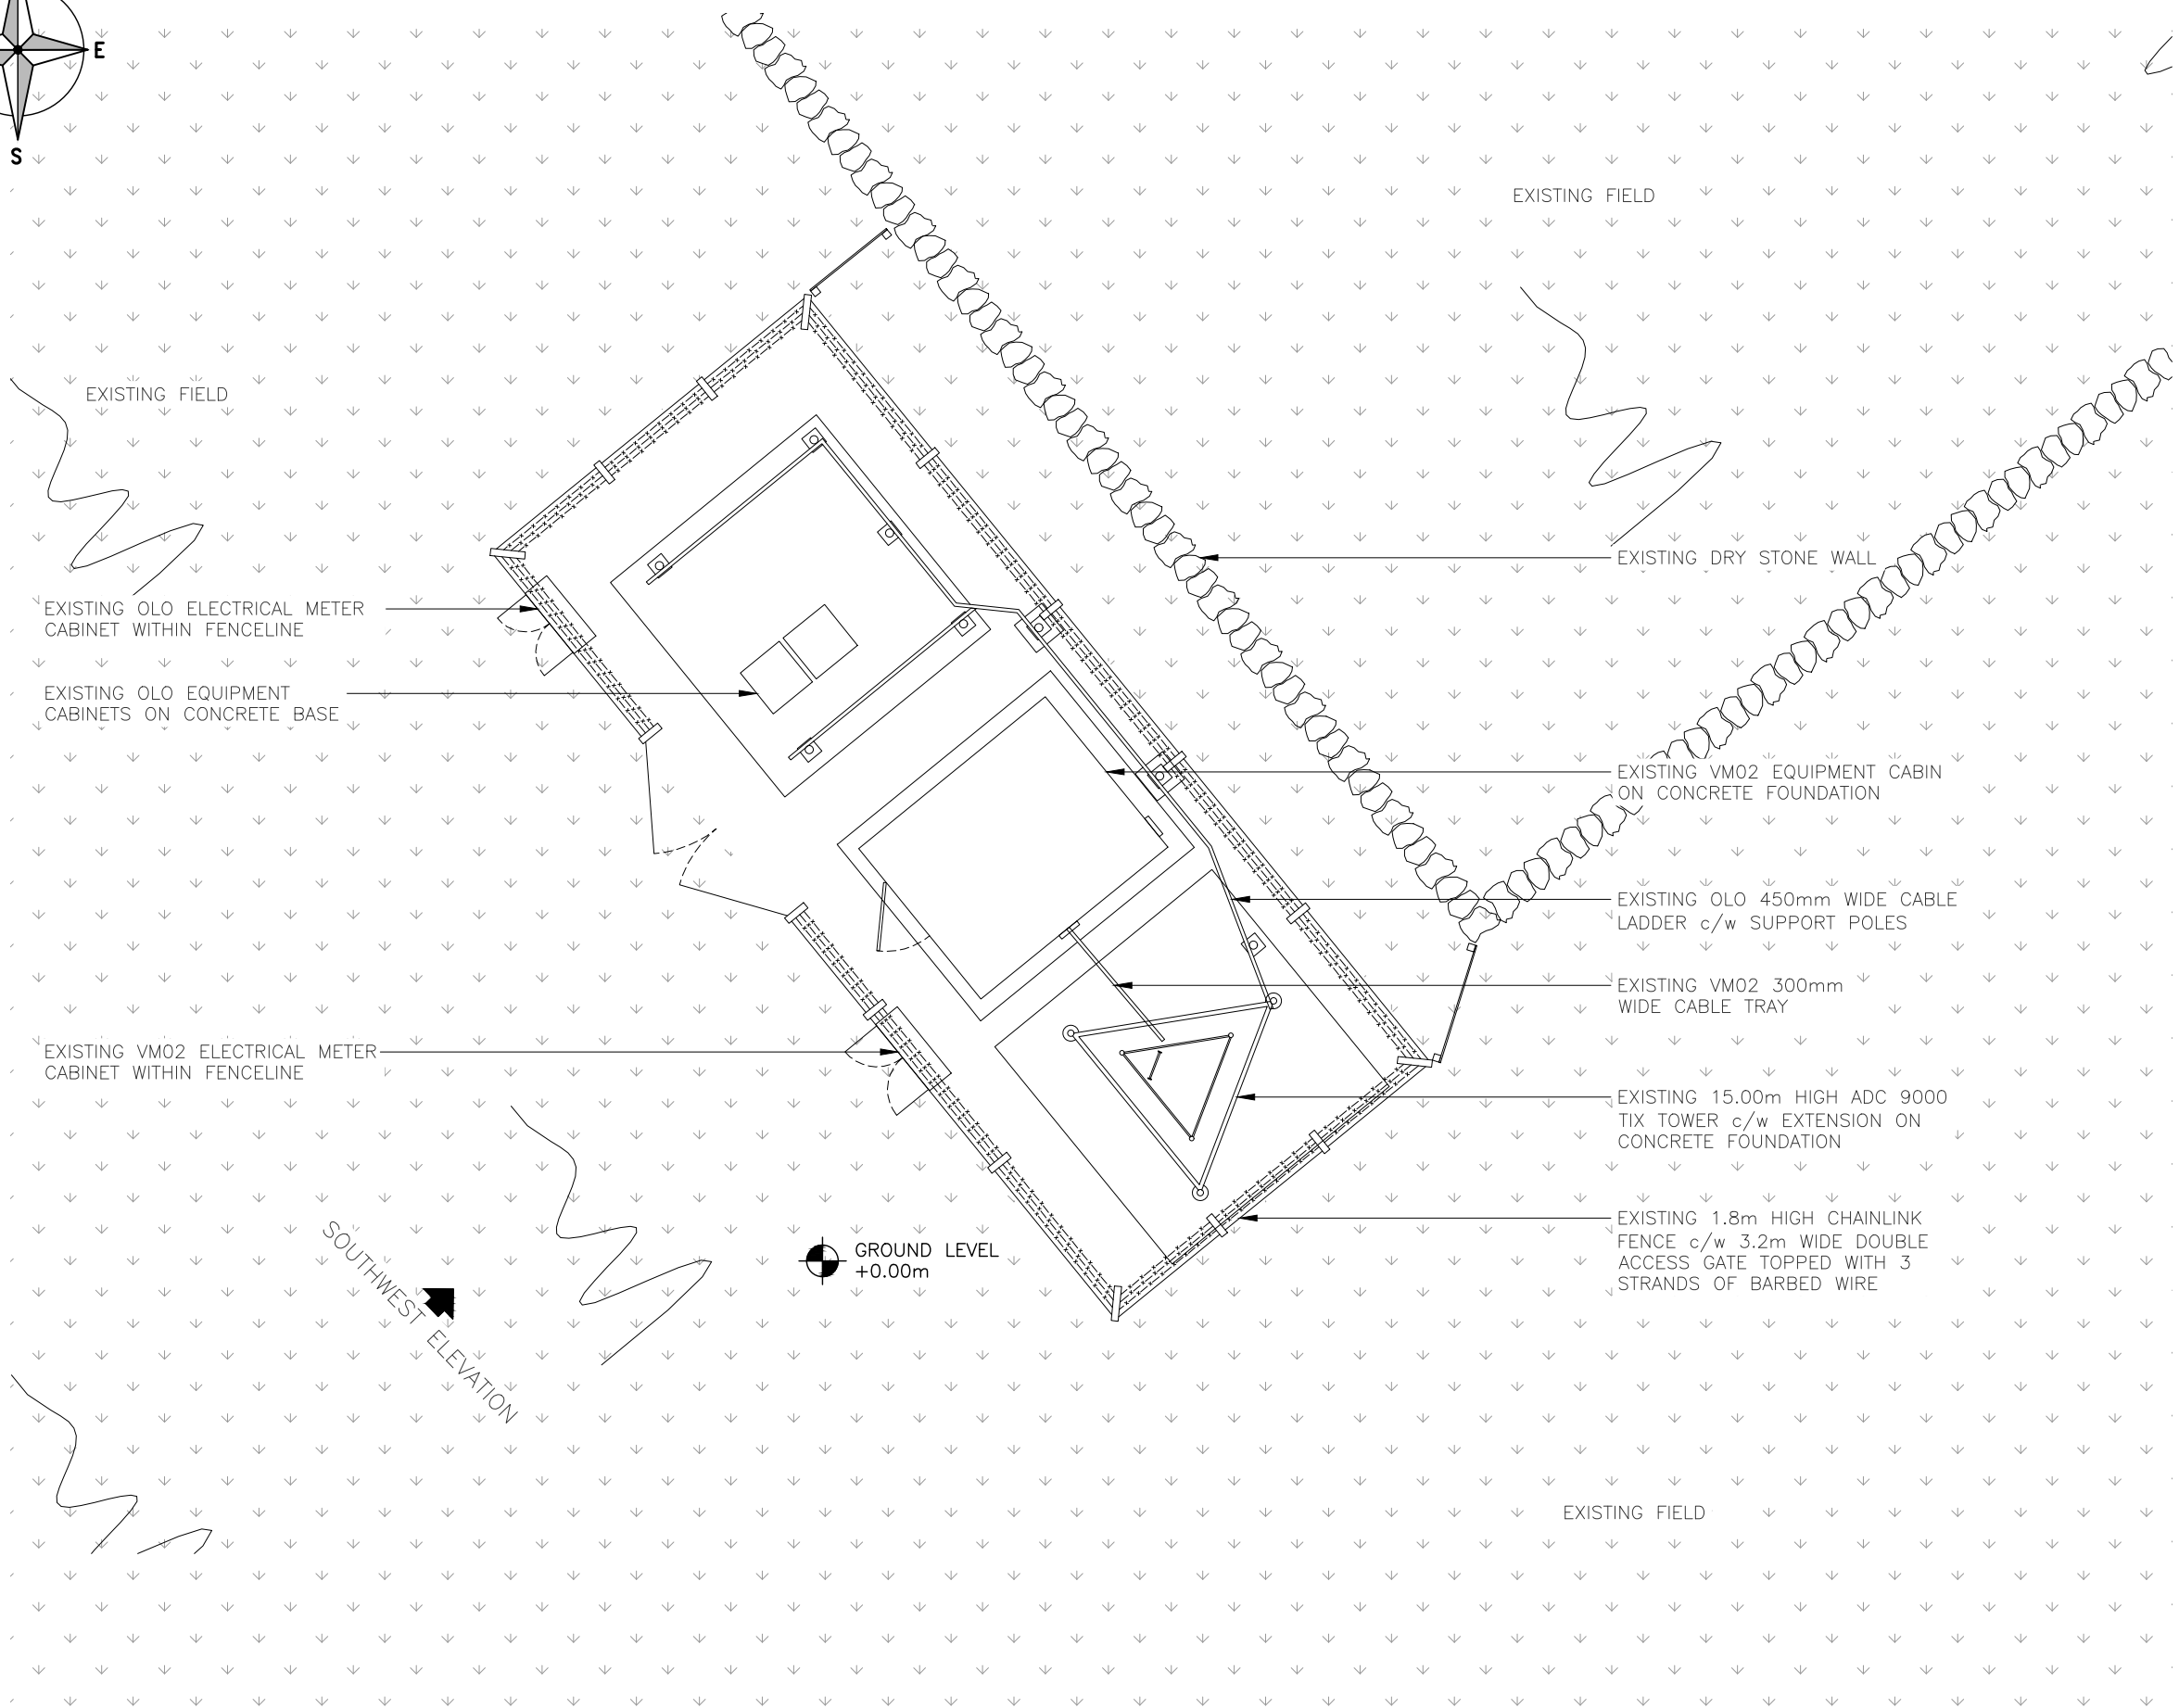 E
S
EXISTING FIELD
EXISTING FIELD
EXISTING DRY STONE WALL
EXISTING OLO ELECTRICAL METER
CABINET WITHIN FENCELINE
EXISTING OLO EQUIPMENT
CABINETS ON CONCRETE BASE
EXISTING VM02 EQUIPMENT CABIN
ON CONCRETE FOUNDATION
EXISTING OLO 450mm WIDE CABLE
LADDER c/w SUPPORT POLES
EXISTING VM02 300mm
WIDE CABLE TRAY
EXISTING VM02 ELECTRICAL METER
CABINET WITHIN FENCELINE
EXISTING 15.00m HIGH ADC 9000
TIX TOWER c/w EXTENSION ON
CONCRETE FOUNDATION
EXISTING 1.8m HIGH CHAINLINK
FENCE c/w 3.2m WIDE DOUBLE
ACCESS GATE TOPPED WITH 3
STRANDS OF BARBED WIRE
GROUND LEVEL
+0.00m
SOUTHWEST ELEVATION
EXISTING FIELD